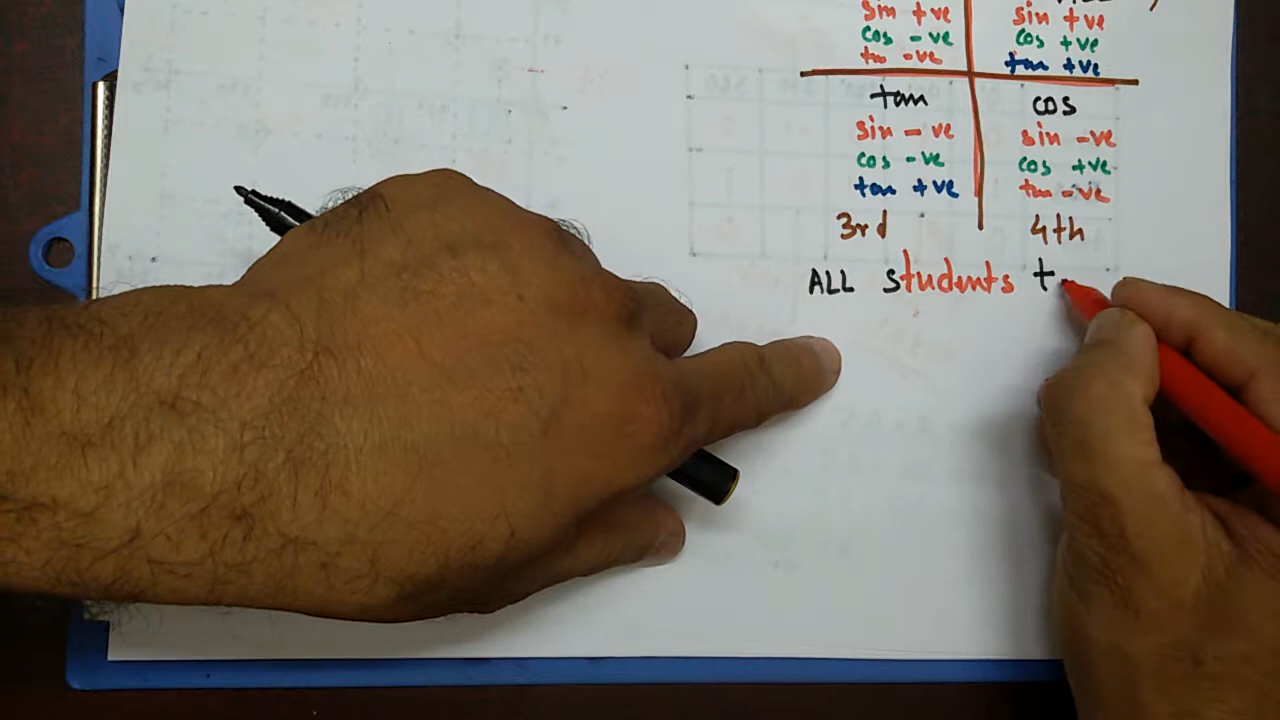 sin +ve sin +ve
cos -ve cos +ve
tan -ve tan +ve
tan cos
sin - ve sin -ve
cos -ve cos +ve
tan +ve tan -ve
3rd 4th
ALL students t